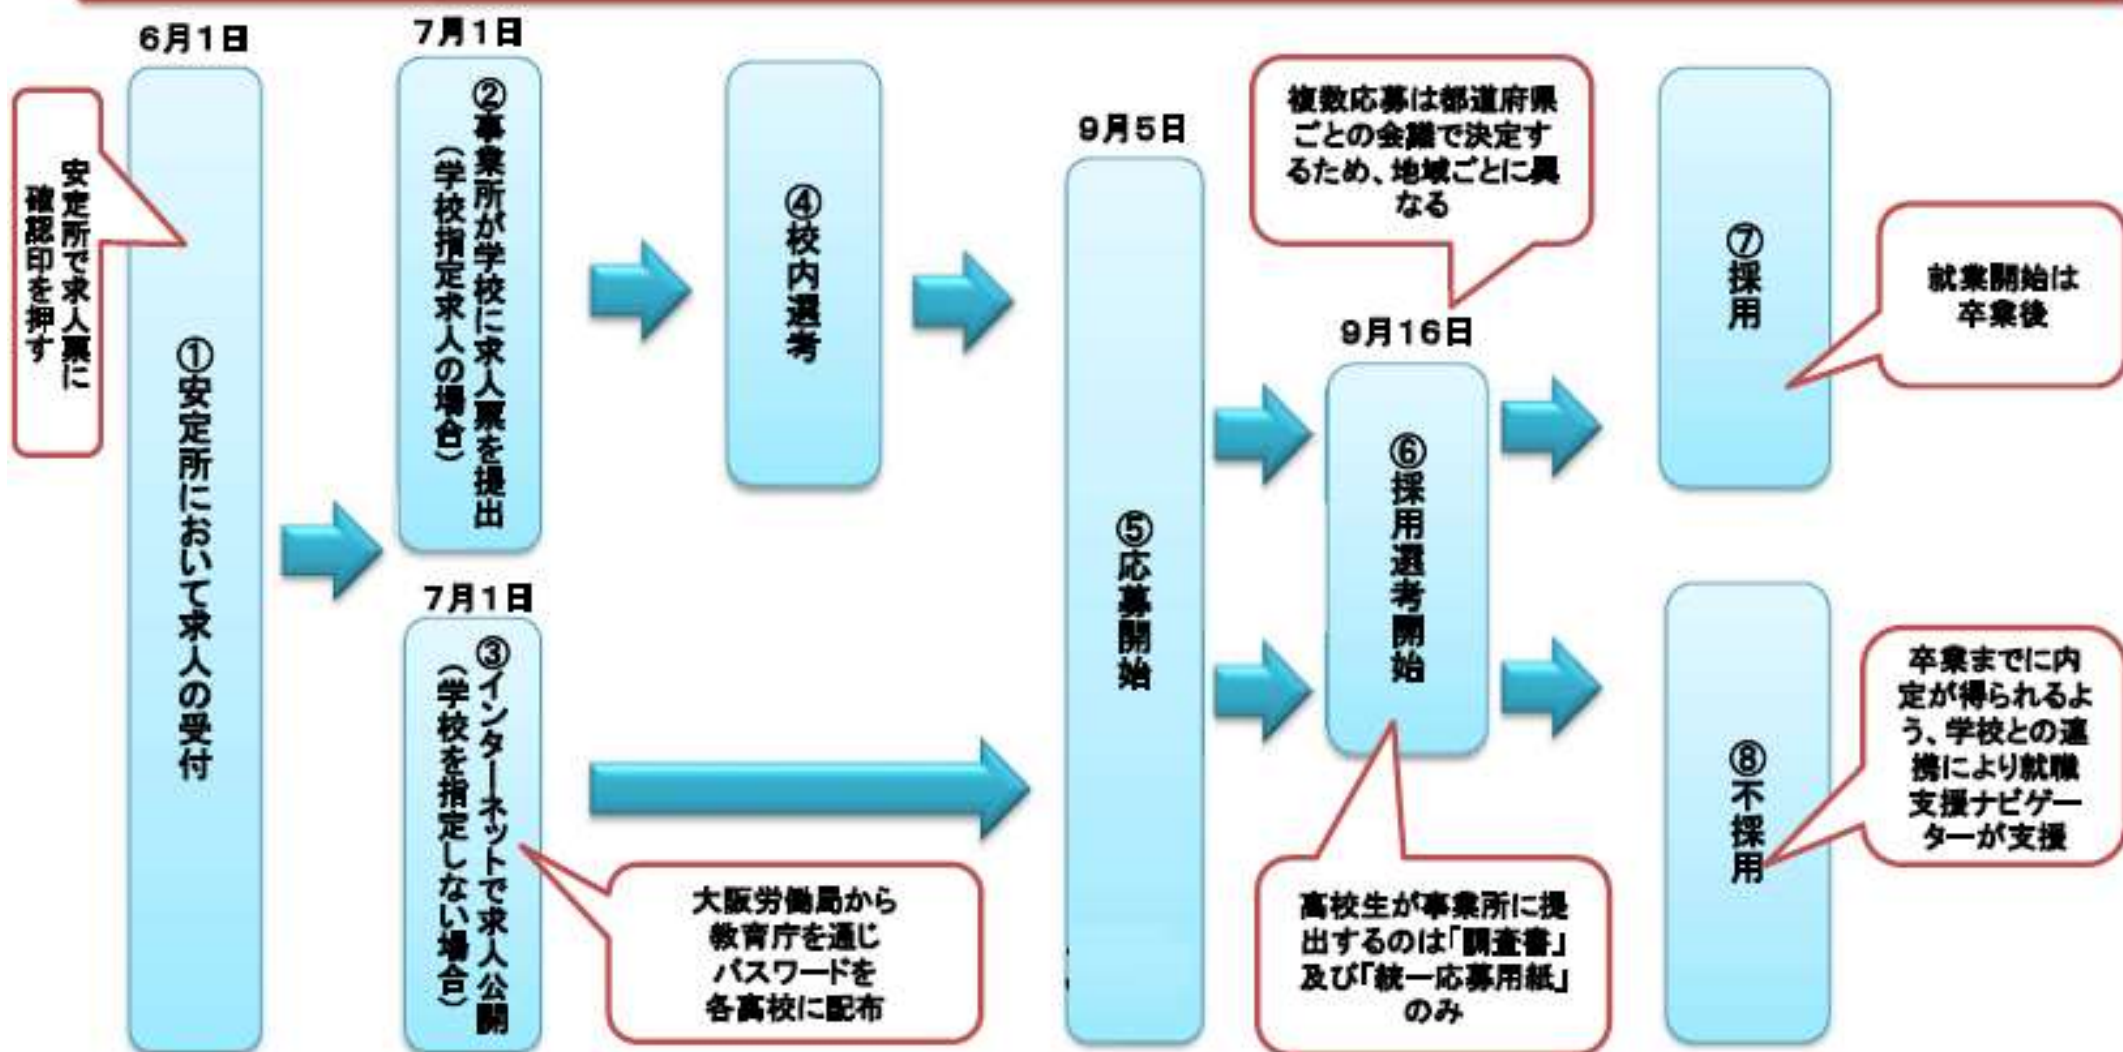 6月1日
安定所で求人票に
確認印を押す
①安定所において求人の受付
7月1日
②事業所が学校に求人票を提出
（学校指定求人の場合）
7月1日
③インターネットで求人公開
（学校を指定しない場合）
大阪労働局から
教育庁を通じ
パスワードを
各高校に配布
④校内選考
9月5日
⑤応募開始
複数応募は都道府県
ごとの会議で決定す
るため、地域ごとに異
なる
9月16日
⑥採用選考開始
高校生が事業所に提
出するのは「調査書」
及び「統一応募用紙」
のみ
⑦採用
就業開始は
卒業後
⑧不採用
卒業までに内
定が得られるよ
う、学校との連
携により就職
支援ナビゲー
ターが支援